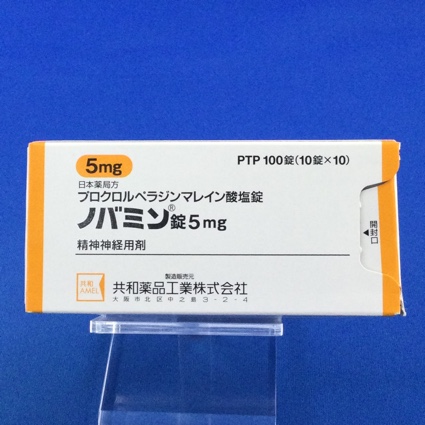 5mg
PTP 100錠(10錠×10)
日本薬局方
プロクロルペラジンマレイン酸塩錠
ノバミン®錠5mg
精神神経用剤
開封口
製造販売元
共和
AMEL
共和薬品工業株式会社
大阪市北区中之島3-2-4